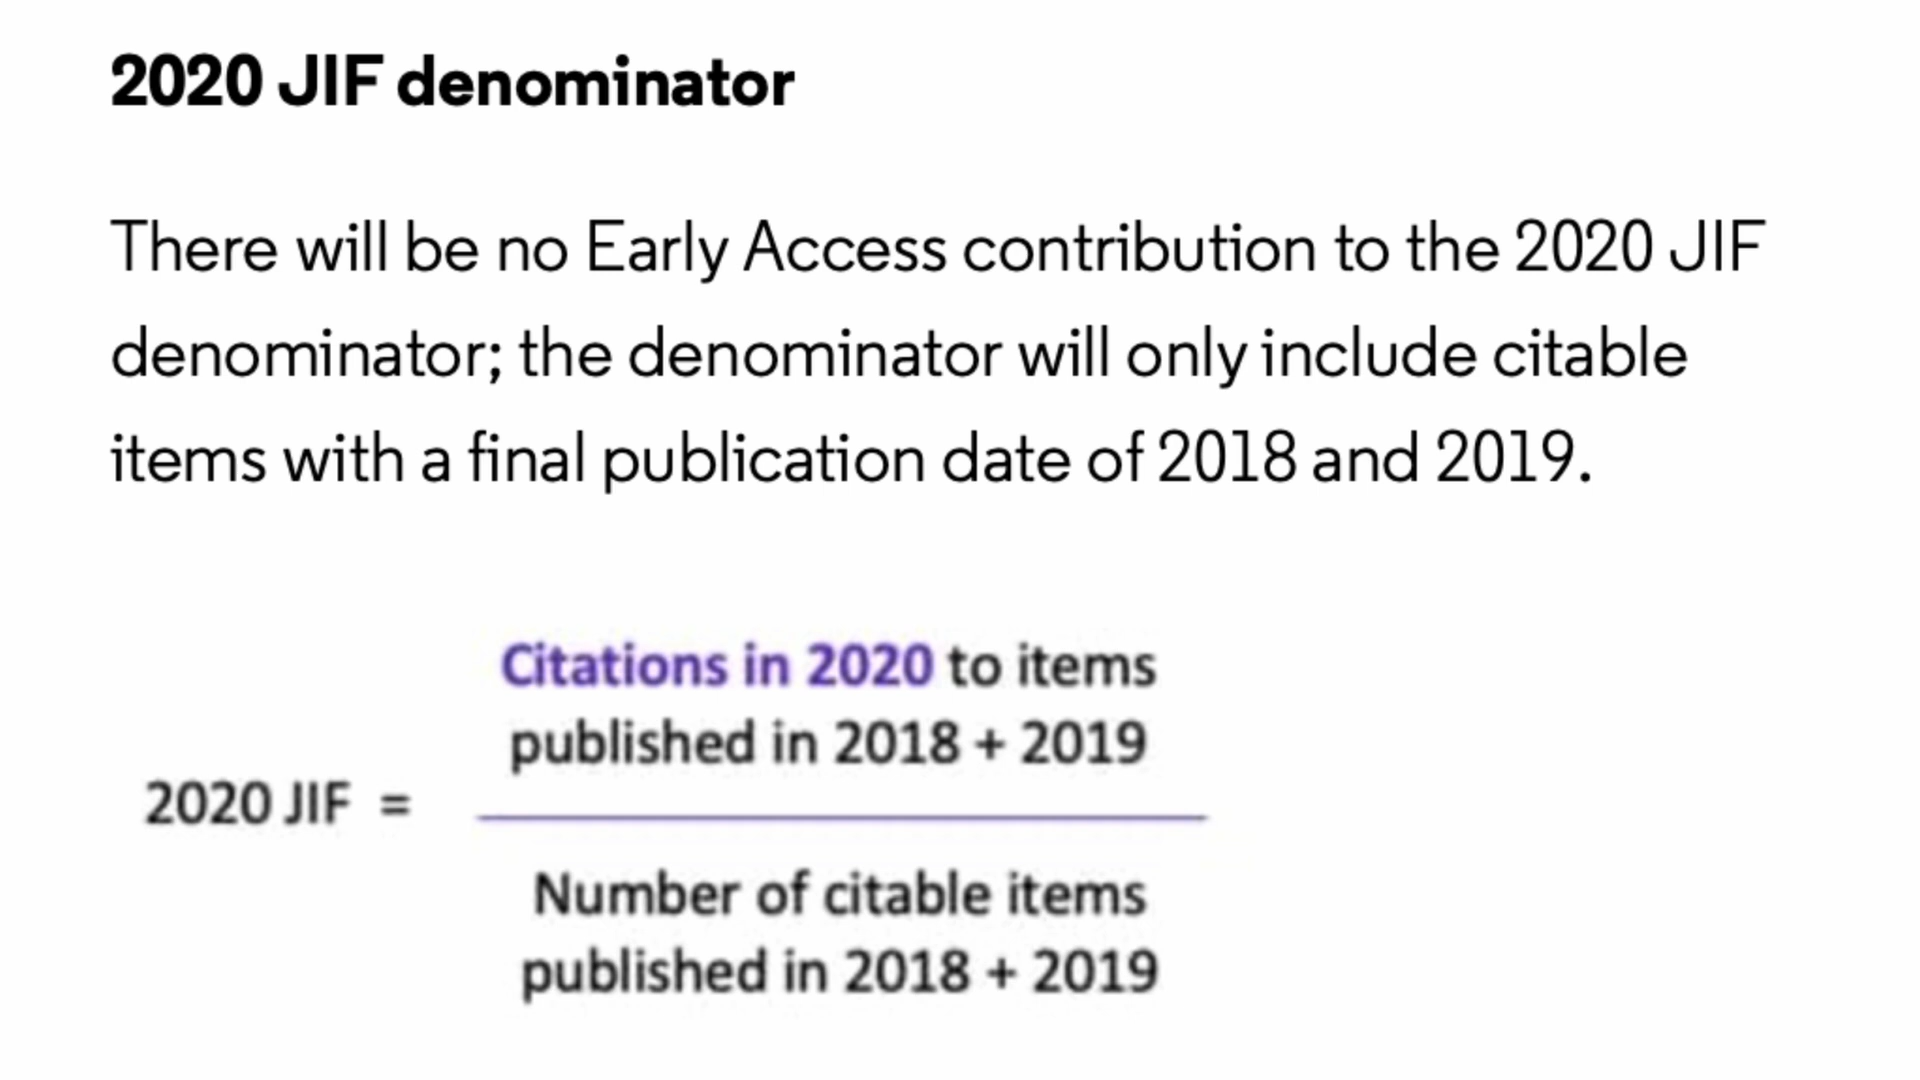 2020 JIF denominator
There will be no Early Access contribution to the 2020 JIF
denominator; the denominator will only include citable
items with a final publication date of 2018 and 2019.
Citations in 2020 to items
published in 2018 + 2019
2020 JIF =
Number of citable items
published in 2018 + 2019